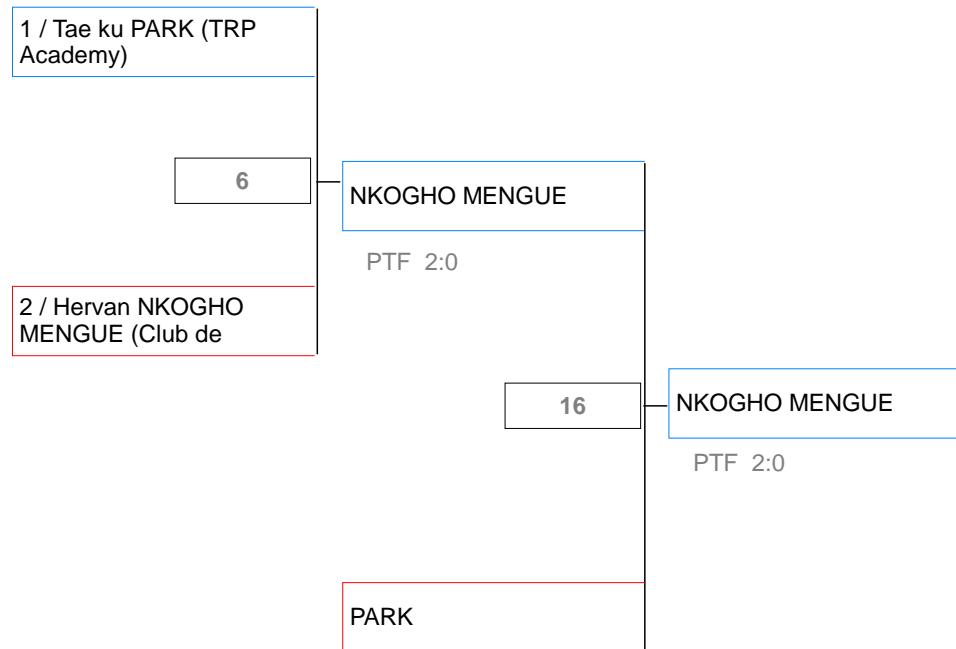 1 / Tae ku PARK (TRP
Academy)
6
NKOGHO MENGUE
PTF 2:0
2 / Hervan NKOGHO
MENGUE (Club de
16
NKOGHO MENGUE
PTF 2:0
PARK